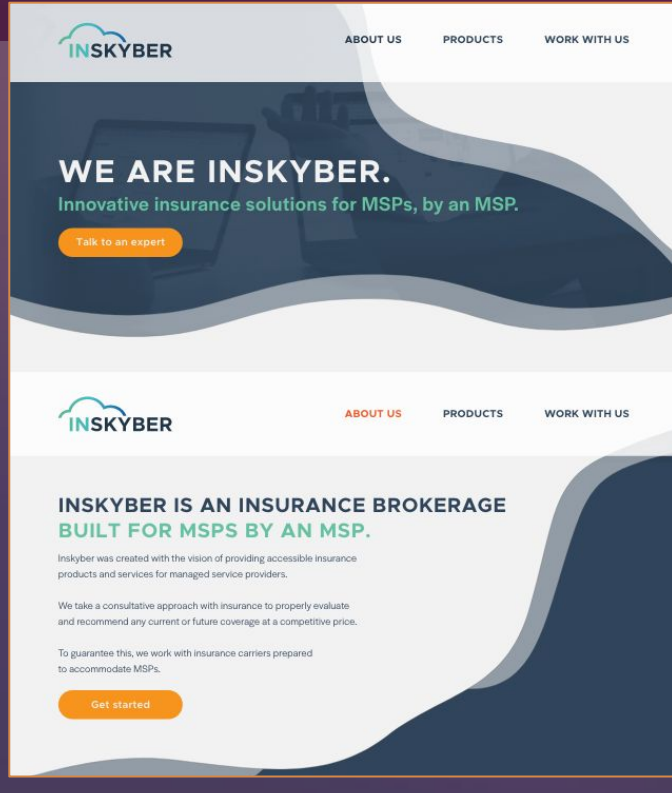 INSKYBER
ABOUT US PRODUCTS WORK WITH US
WE ARE INSKYBER.
Innovative insurance solutions for MSPs, by an MSP.
Talk to an expert
INSKYBER
ABOUT US PRODUCTS WORK WITH US
INSKYBER IS AN INSURANCE BROKERAGE
BUILT FOR MSPS BY AN MSP.
Inskyber was created with the vision of providing accessible insurance
products and services for managed service providers.
We take a consultative approach with insurance to properly evaluate
and recommend any current or future coverage at a competitive price.
To guarantee this, we work with insurance carriers prepared
to accommodate MSPs.
Get started